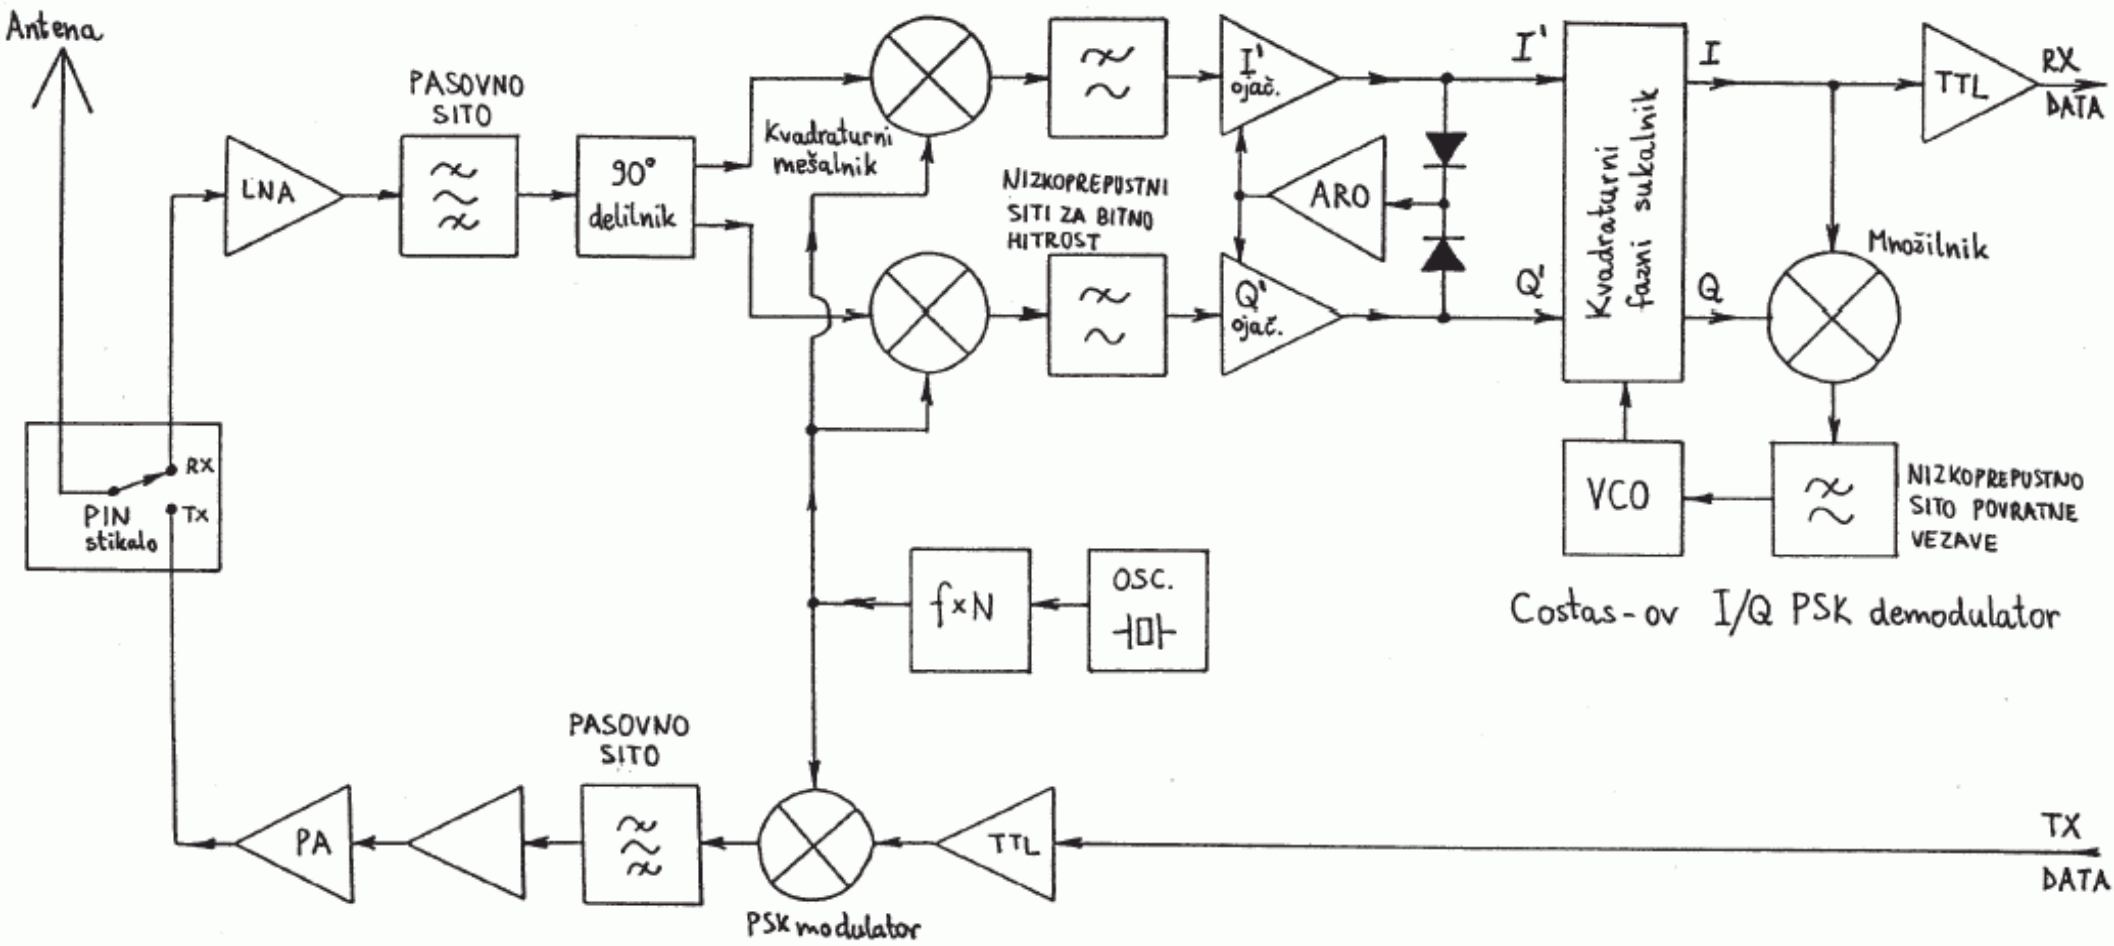 Antena
PASOVNO
SITO
LNA
90°
delilnik
Kvadraturni
mešalnik
NIZKOPREPUSTNI
SITI ZA BITNO
HITROST
I'
ojač.
Q'
ojač.
ARO
I'
Q'
Kvadraturni
fazni sukalnik
I
Q
TTL
RX
DATA
Množilnik
VCO
NIZKOPREPUSTNO
SITO POVRATNE
VEZAVE
Costas-ov I/Q PSK demodulator
RX
TX
PIN
stikalo
f×N
OSC.
PASOVNO
SITO
PA
PSK modulator
TTL
TX
DATA